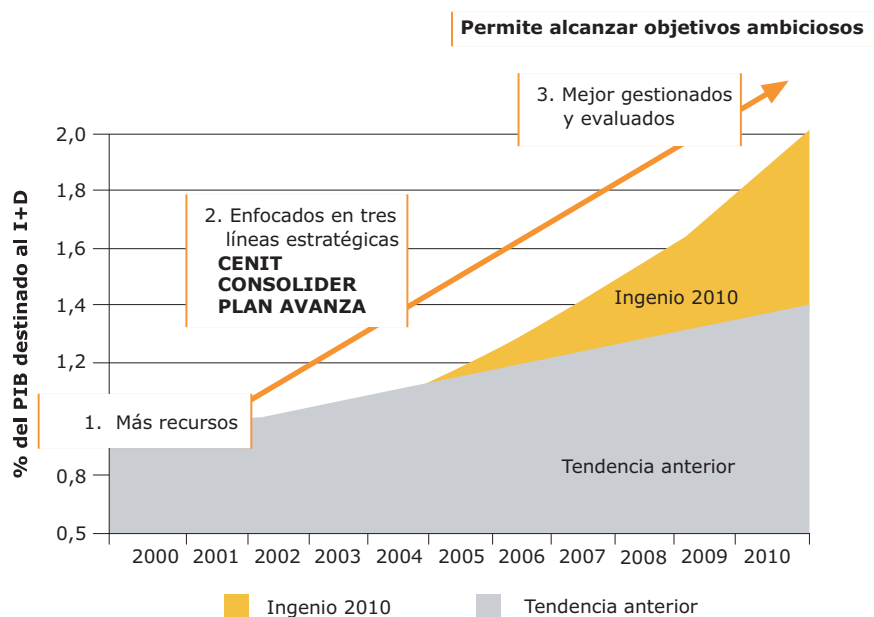 Permite alcanzar objetivos ambiciosos
3. Mejor gestionados
y evaluados
2. Enfocados en tres
líneas estratégicas
CENIT
CONSOLIDER
PLAN AVANZA
1. Más recursos
% del PIB destinado al I+D
2,0
1,8
1,6
1,4
1,2
0,8
0,5
Ingenio 2010
Tendencia anterior
2000 2001 2002 2003 2004 2005 2006 2007 2008 2009 2010
Ingenio 2010 Tendencia anterior